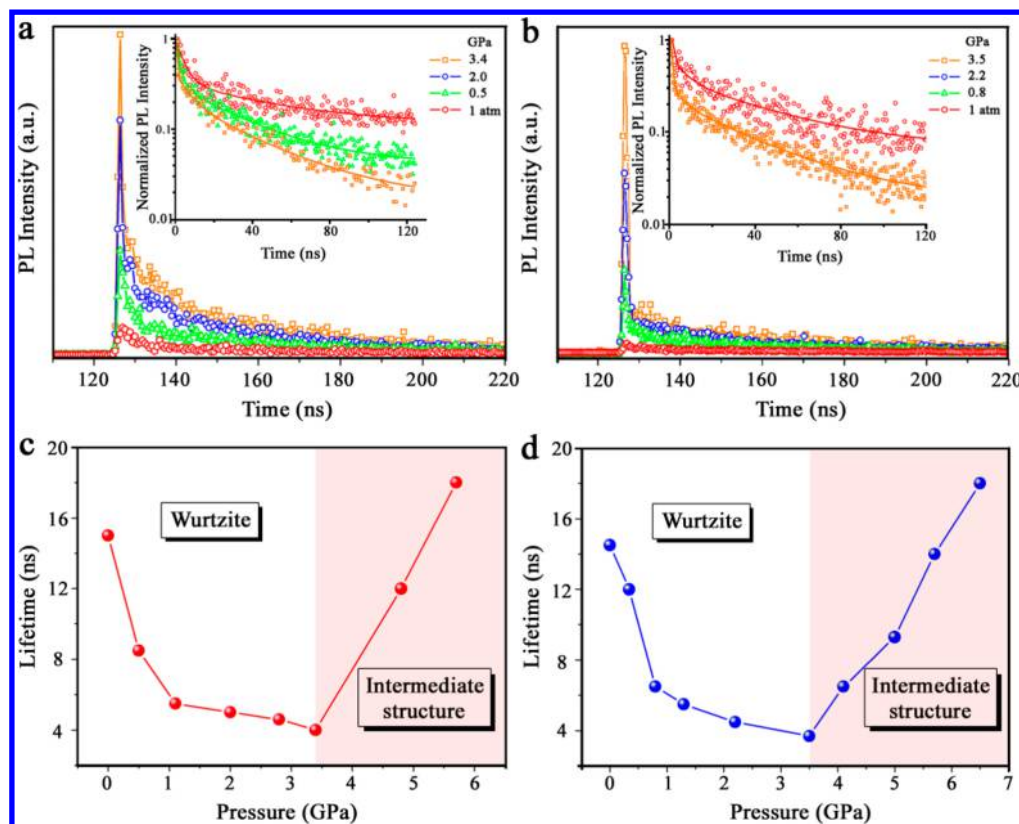 a
PL Intensity (a.u.)
120 140 160 180 200 220
Time (ns)
Normalized PL Intensity
1
0.1
0.01
0 40 80 120
Time (ns)
GPa
3.4
2.0
0.5
1 atm
b
PL Intensity (a.u.)
120 140 160 180 200 220
Time (ns)
Normalized PL Intensity
1
0.1
0.01
0 40 80 120
Time (ns)
GPa
3.5
2.2
0.8
1 atm
c
Lifetime (ns)
20
16
12
8
4
Wurtzite
Intermediate
structure
0 1 2 3 4 5 6
Pressure (GPa)
d
Lifetime (ns)
20
16
12
8
4
Wurtzite
Intermediate
structure
0 1 2 3 4 5 6 7
Pressure (GPa)